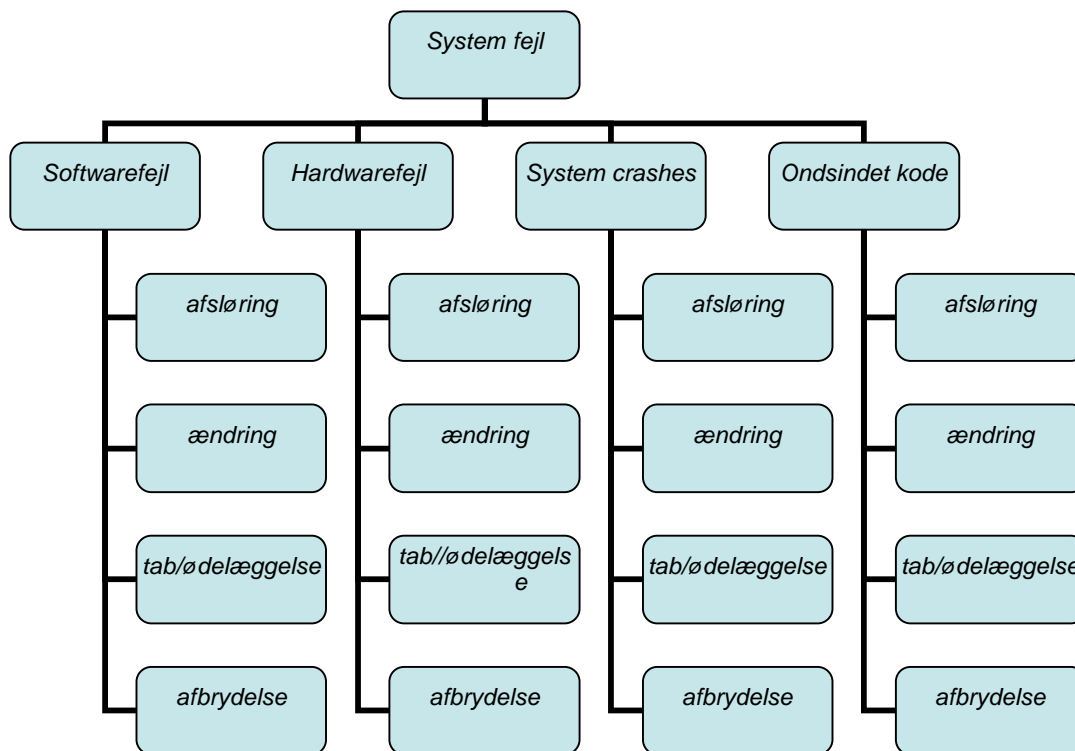 System fejl
Softwarefejl
Hardwarefejl
System crashes
Ondsindet kode
afsløring
afsløring
afsløring
afsløring
ændring
ændring
ændring
ændring
tab/ødelæggelse
tab//ødelæggels
e
tab/ødelæggelse
tab/ødelæggelse
afbrydelse
afbrydelse
afbrydelse
afbrydelse